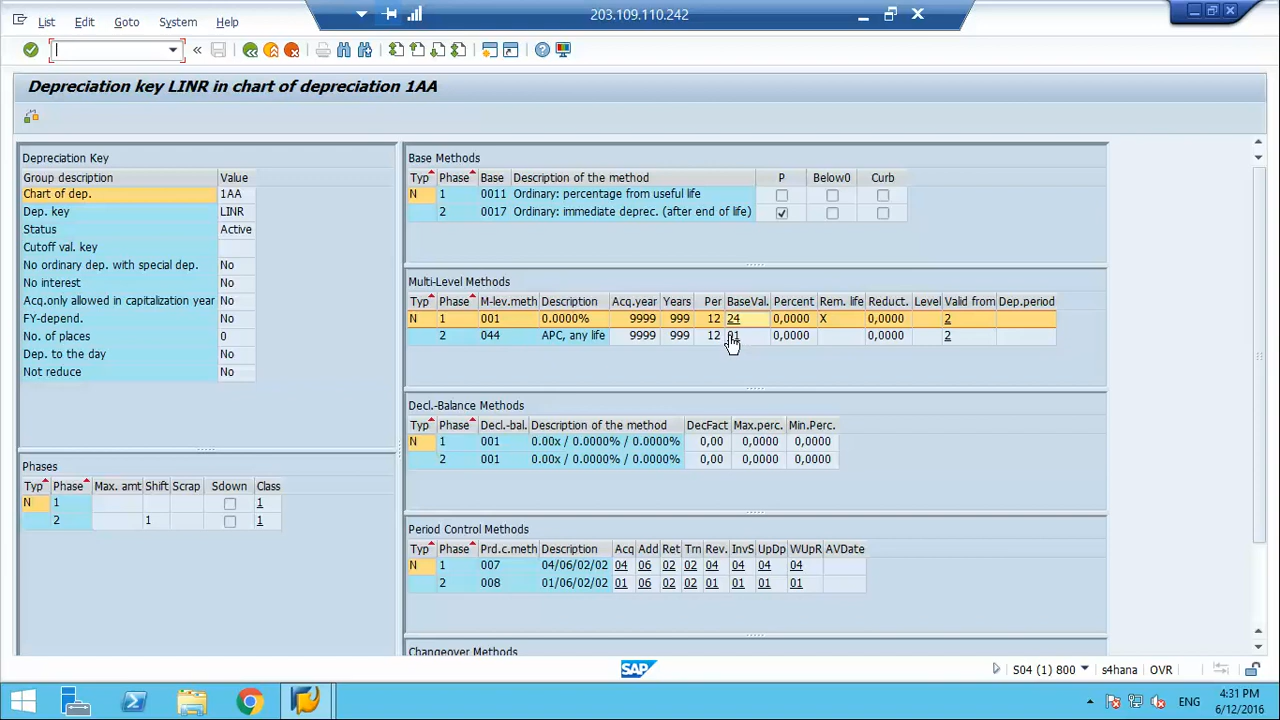 203.109.110.242
List Edit Goto System Help
Depreciation key LINR in chart of depreciation 1AA
Depreciation Key
Group description Value
Chart of dep. 1AA
Dep. key LINR
Status Active
Cutoff val. key
No ordinary dep. with special dep. No
No interest No
Acq.only allowed in capitalization year No
FY-depend. No
No. of places 0
Dep. to the day No
Not reduce No
Phases
Typ Phase Max. amt Shift Scrap Sdown Class
N 1 1
2 1 1
Base Methods
Typ Phase Base Description of the method P Below0 Curb
N 1 0011 Ordinary: percentage from useful life
2 0017 Ordinary: immediate deprec. (after end of life)
Multi-Level Methods
Typ Phase M-lev.meth Description Acq.year Years Per BaseVal. Percent Rem. life Reduct. Level Valid from Dep.period
N 1 001 0.0000% 9999 999 12 24 0,0000 X 0,0000 2
2 044 APC, any life 9999 999 12 0,0000 0,0000 2
Decl.-Balance Methods
Typ Phase Decl.-bal. Description of the method DecFact Max.perc. Min.Perc.
N 1 001 0.00x / 0.0000% / 0.0000% 0,00 0,0000 0,0000
2 001 0.00x / 0.0000% / 0.0000% 0,00 0,0000 0,0000
Period Control Methods
Typ Phase Prd.c.meth Description Acq Add Ret Trn Rev. InvS UpDp WUpR AVDate
N 1 007 04/06/02/02 04 06 02 02 04 04 04 04
2 008 01/06/02/02 01 06 02 02 01 01 01 01
Changeover Methods
SAP
S04 (1) 800 s4hana OVR
ENG
4:31 PM
6/12/2016